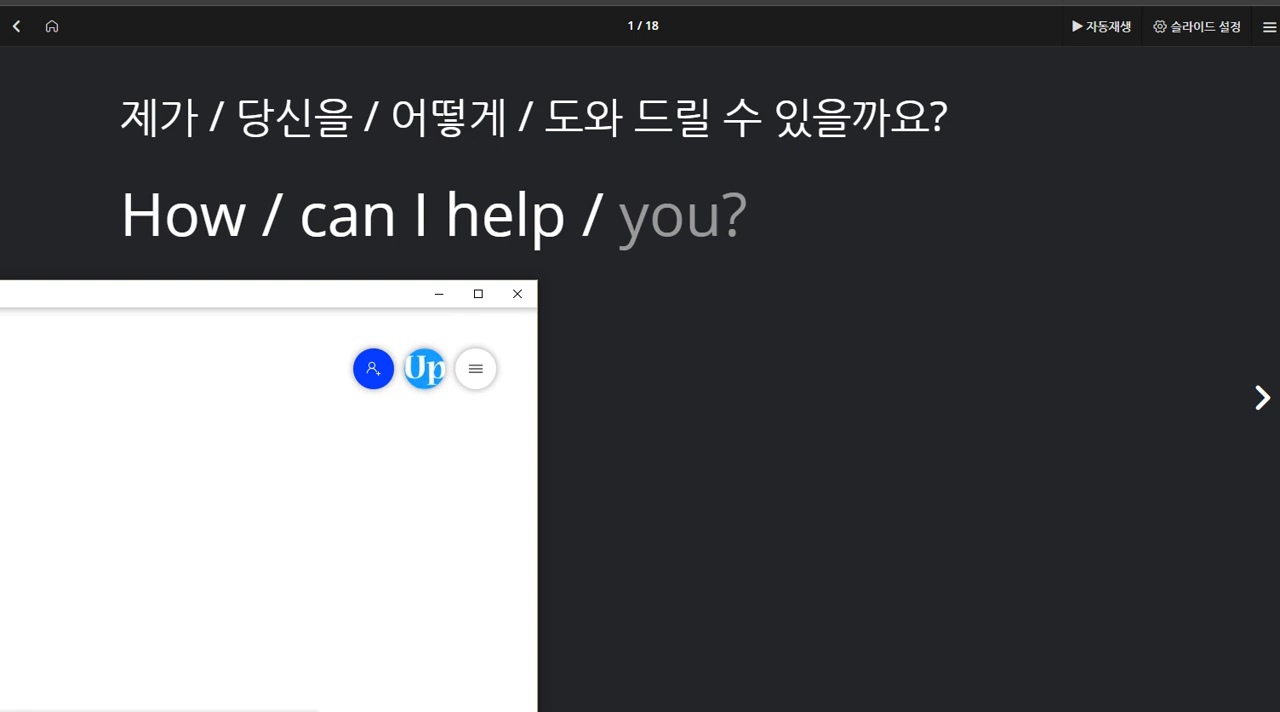 1 / 18
▶ 자동재생
슬라이드 설정
제가 / 당신을 / 어떻게 / 도와 드릴 수 있을까요?
How / can I help / you?
Up